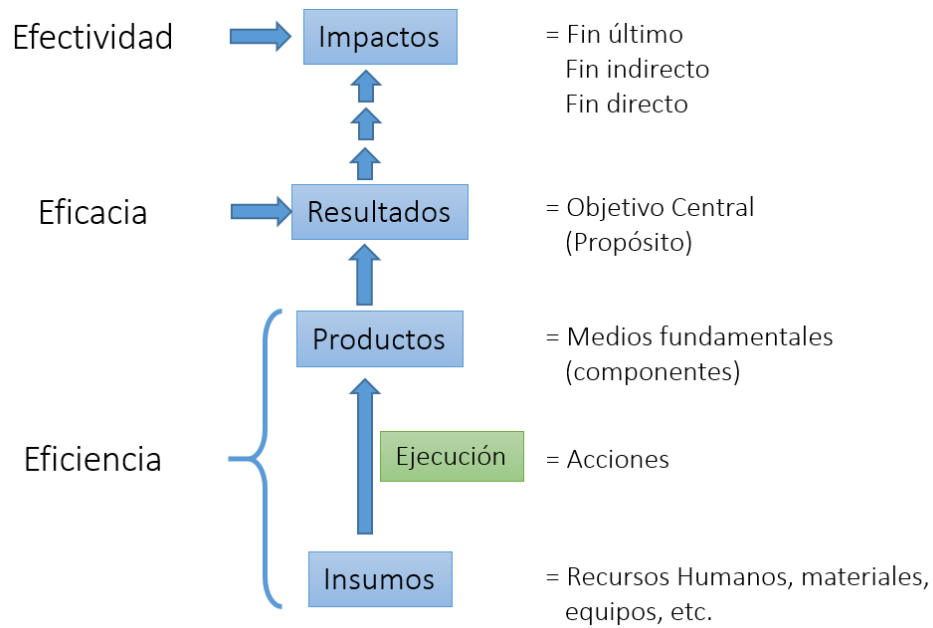 Efectividad
Impactos
= Fin último
Fin indirecto
Fin directo
Eficacia
Resultados
= Objetivo Central
(Propósito)
Productos
= Medios fundamentales
(componentes)
Eficiencia
Ejecución
= Acciones
Insumos
= Recursos Humanos, materiales,
equipos, etc.